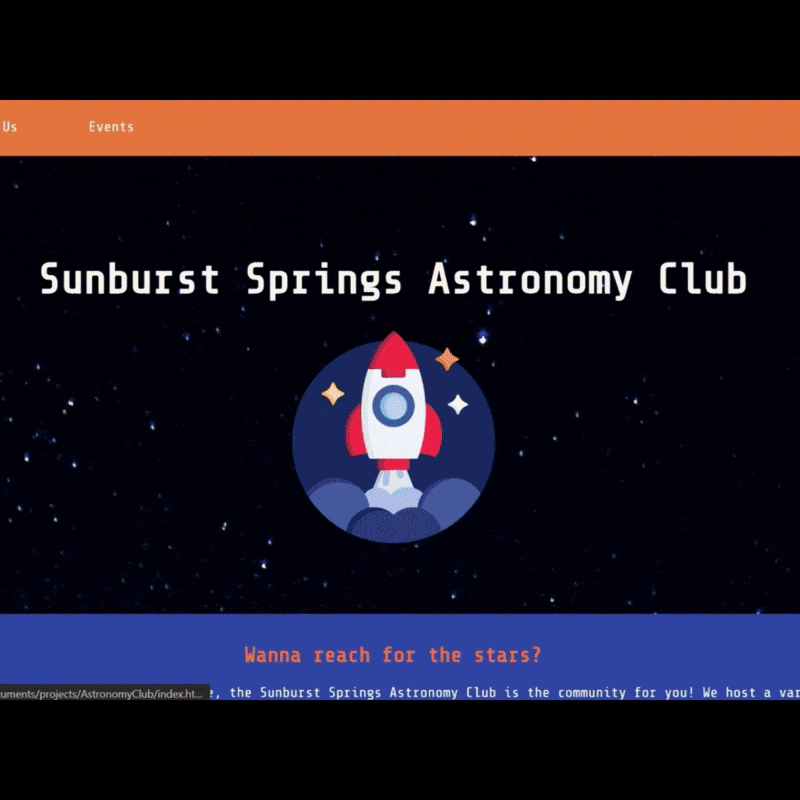 Us Events
Sunburst Springs Astronomy Club
Wanna reach for the stars?
, the Sunburst Springs Astronomy Club is the community for you! We host a var
uments/projects/AstronomyClub/index.ht...